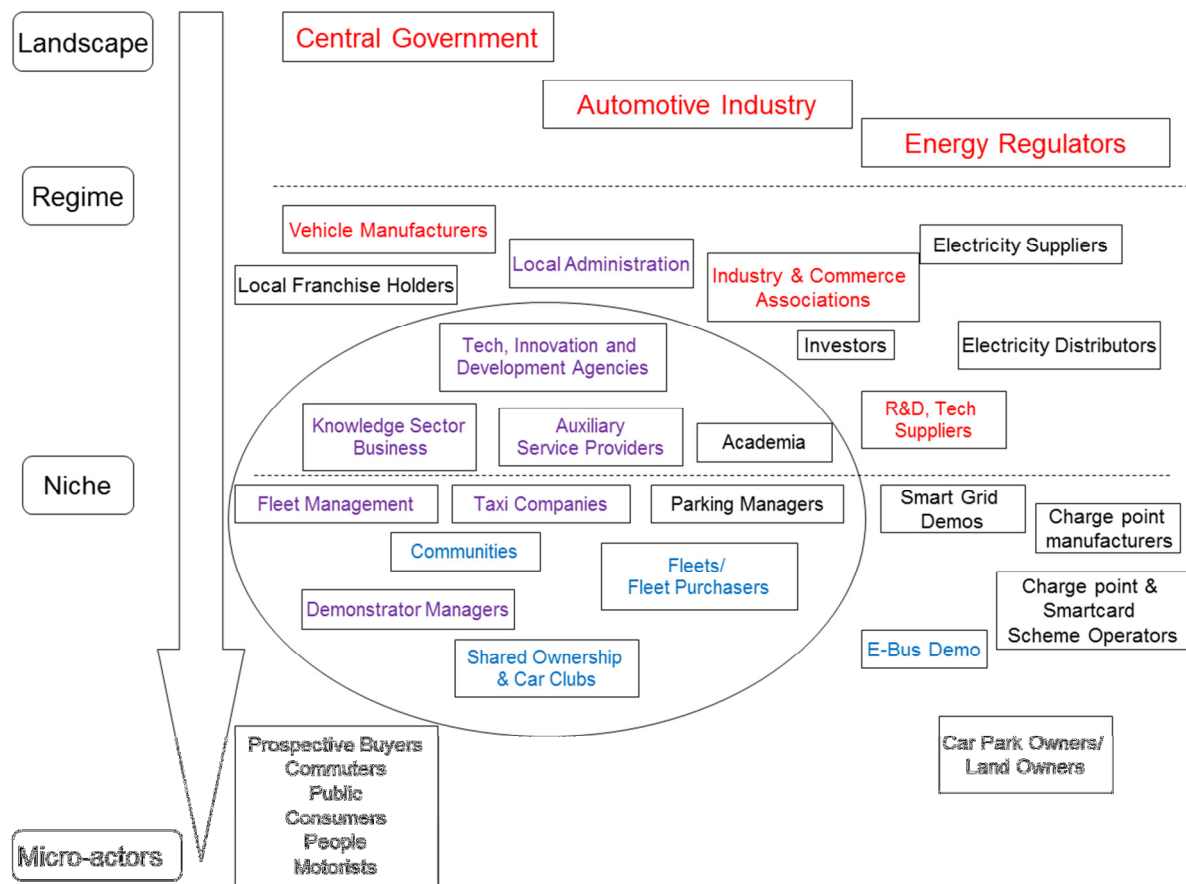 Landscape
Central Government
Automotive Industry
Energy Regulators
Regime
Vehicle Manufacturers
Local Administration
Electricity Suppliers
Local Franchise Holders
Industry & Commerce
Associations
Tech, Innovation and
Development Agencies
Investors
Electricity Distributors
Knowledge Sector
Business
Auxiliary
Service Providers
Academia
R&D, Tech
Suppliers
Niche
Fleet Management
Taxi Companies
Parking Managers
Smart Grid
Demos
Charge point
manufacturers
Communities
Fleets/
Fleet Purchasers
Demonstrator Managers
Charge point &
Smartcard
Scheme Operators
Shared Ownership
& Car Clubs
E-Bus Demo
Prospective Buyers
Commuters
Public
Consumers
People
Motorists
Car Park Owners/
Land Owners
Micro-actors